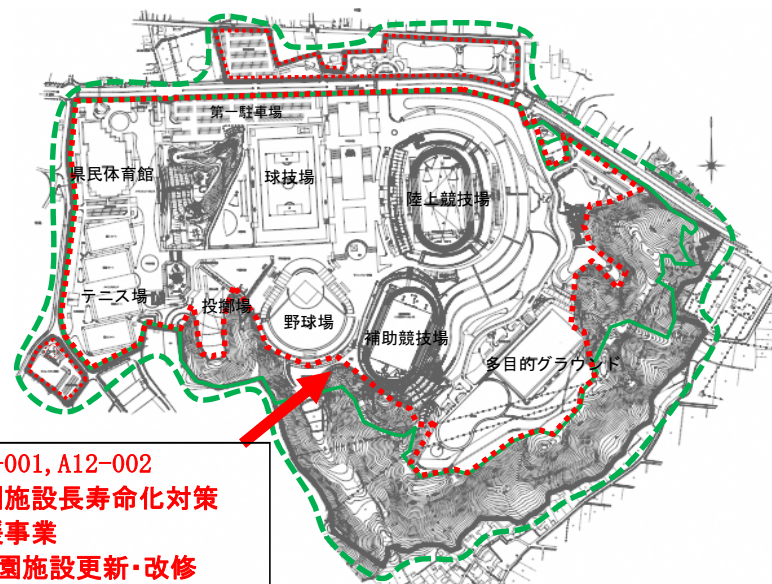 第一駐車場
県民体育館
球技場
陸上競技場
テニス場
投擲場
野球場
補助競技場
多目的グラウンド
-001, A12-002
施設長寿命化対策
事業
園施設更新・改修